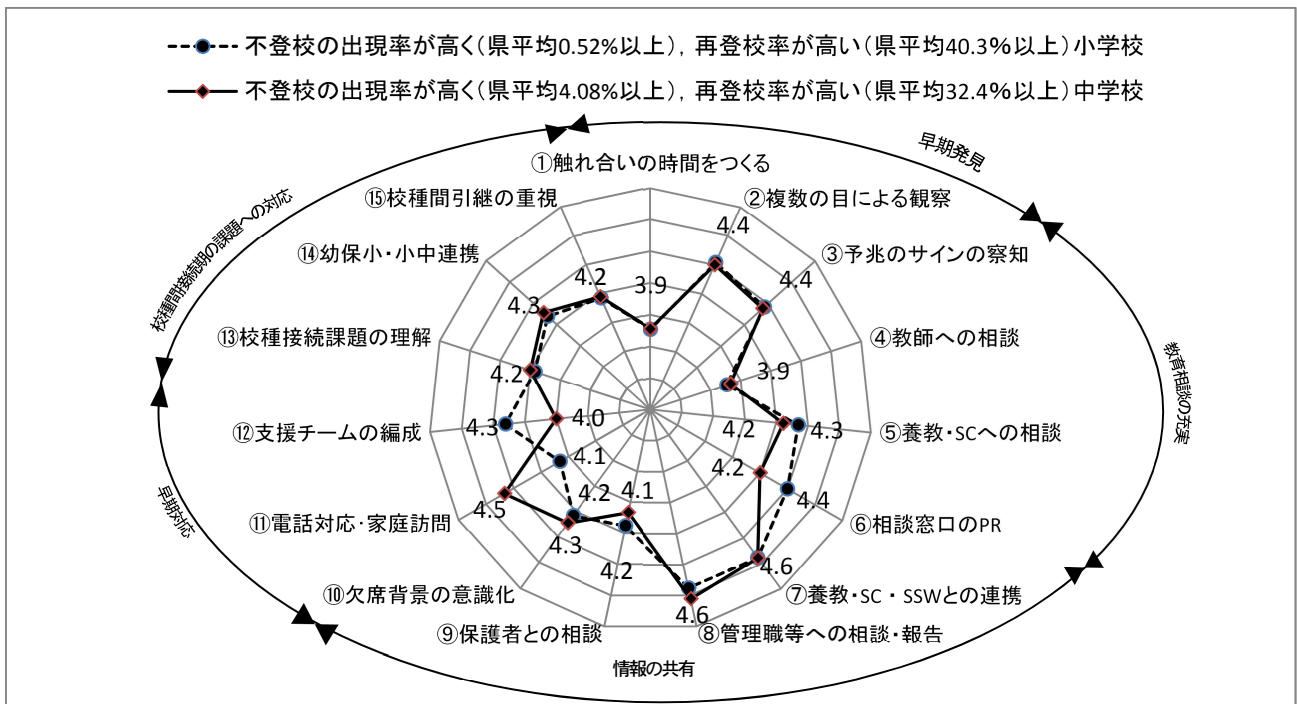 不登校の出現率が高く(県平均0.52%以上),再登校率が高い(県平均40.3%以上)小学校
不登校の出現率が高く(県平均4.08%以上),再登校率が高い(県平均32.4%以上)中学校
早期発見
①触れ合いの時間をつくる
⑮校種間引継の重視
②複数の目による観察
校種間接続期の課題への対応
4.4
⑭幼保小・小中連携
③予兆のサインの察知
4.2
3.9
4.4
4.3
⑬校種接続課題の理解
④教師への相談
教育相談の充実
4.2
3.9
⑫支援チームの編成
4.3
4.0
4.2
4.3
⑤養教・SCへの相談
4.1
4.2
早期対応
⑪電話対応・家庭訪問
4.5
4.2
4.1
4.4
⑥相談窓口のPR
4.3
4.2
4.6
⑩欠席背景の意識化
⑦養教・SC・SSWとの連携
4.6
⑨保護者との相談
⑧管理職等への相談・報告
情報の共有